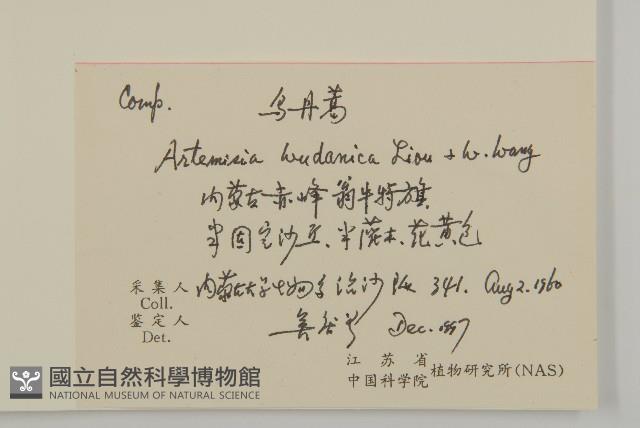 Comp. 乌丹蒿
Artemisia wudanica Liou & W. Wang
内蒙古赤峰翁牛特旗
半固定沙丘、半灌木、花黄色
采集人 内蒙古大学生物系治沙队 341. Aug 2. 1960
Coll.
鉴定人 Dec. 1997
Det.
江苏省
中国科学院 植物研究所(NAS)
國立自然科學博物館
NATIONAL MUSEUM OF NATURAL SCIENCE